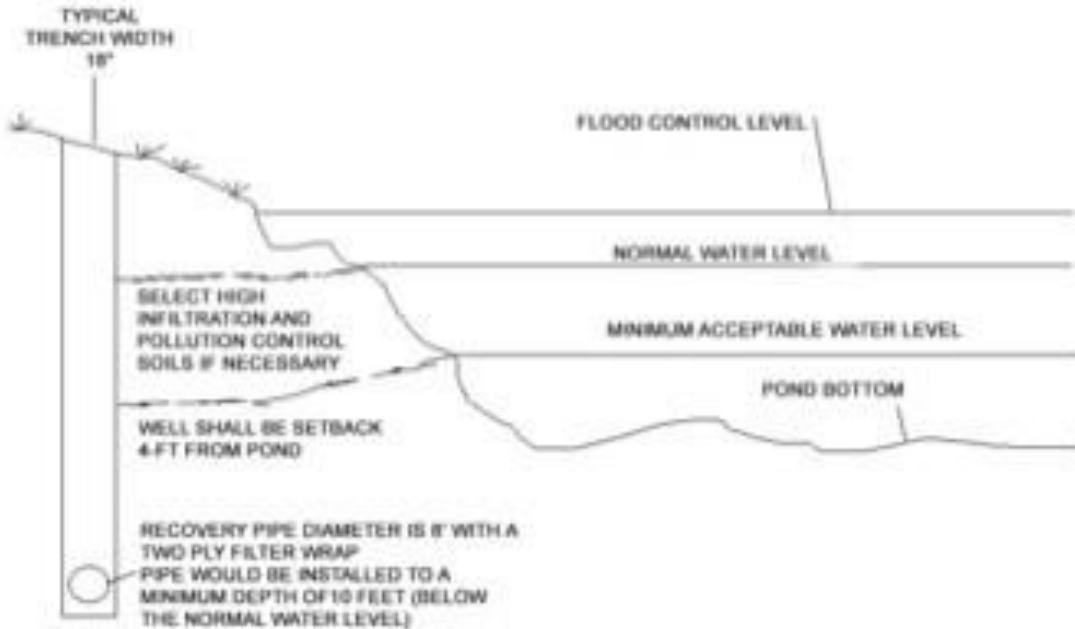 TYPICAL
TRENCH WIDTH
18"
FLOOD CONTROL LEVEL
NORMAL WATER LEVEL
SELECT HIGH
INFILTRATION AND
POLLUTION CONTROL
SOILS IF NECESSARY
MINIMUM ACCEPTABLE WATER LEVEL
POND BOTTOM
WELL SHALL BE SETBACK
4-FT FROM POND
RECOVERY PIPE DIAMETER IS 8" WITH A
TWO PLY FILTER WRAP
PIPE WOULD BE INSTALLED TO A
MINIMUM DEPTH OF 10 FEET (BELOW
THE NORMAL WATER LEVEL)